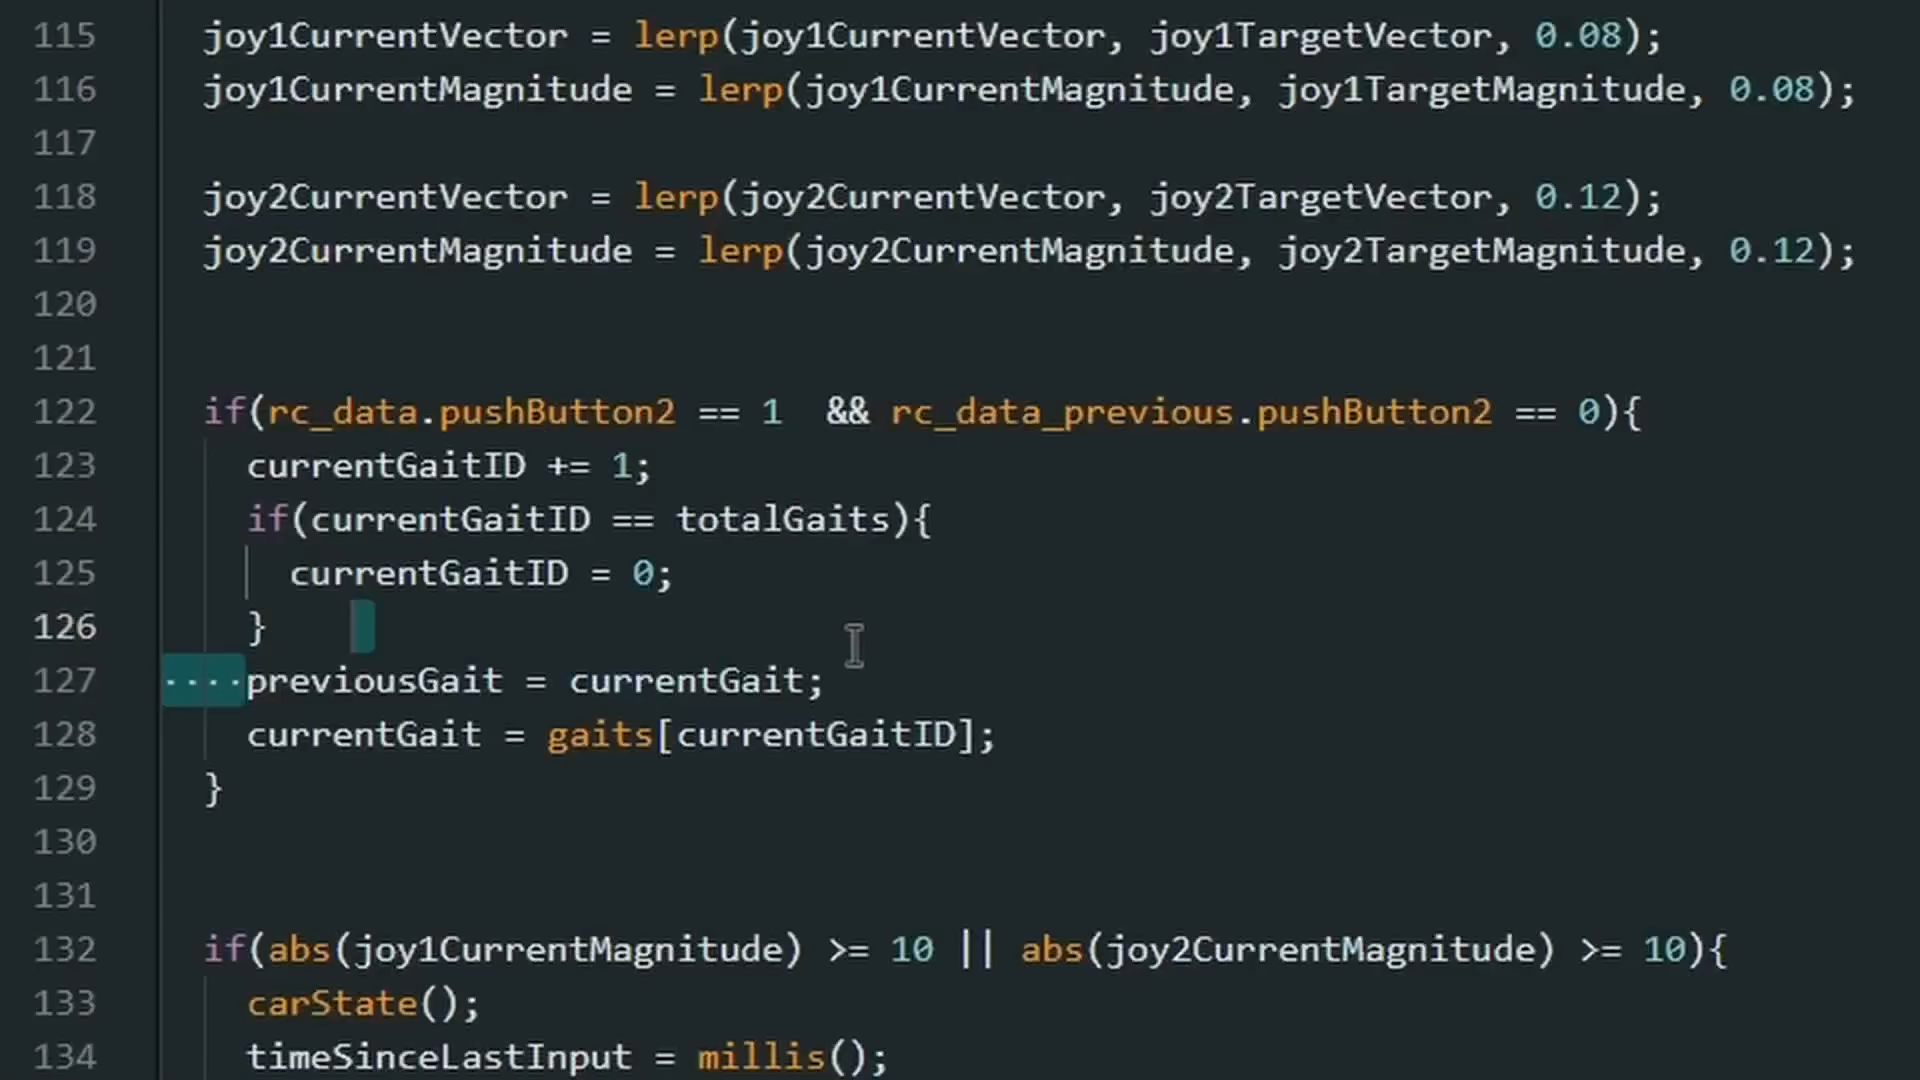 115 joy1CurrentVector = lerp(joy1CurrentVector, joy1TargetVector, 0.08);
116 joy1CurrentMagnitude = lerp(joy1CurrentMagnitude, joy1TargetMagnitude, 0.08);
117
118 joy2CurrentVector = lerp(joy2CurrentVector, joy2TargetVector, 0.12);
119 joy2CurrentMagnitude = lerp(joy2CurrentMagnitude, joy2TargetMagnitude, 0.12);
120
121
122 if(rc_data.pushButton2 == 1  && rc_data_previous.pushButton2 == 0){
123 currentGaitID += 1;
124 if(currentGaitID == totalGaits){
125 currentGaitID = 0;
126 }
127 ····previousGait = currentGait;
128 currentGait = gaits[currentGaitID];
129 }
130
131
132 if(abs(joy1CurrentMagnitude) >= 10 || abs(joy2CurrentMagnitude) >= 10){
133 carState();
134 timeSinceLastInput = millis();